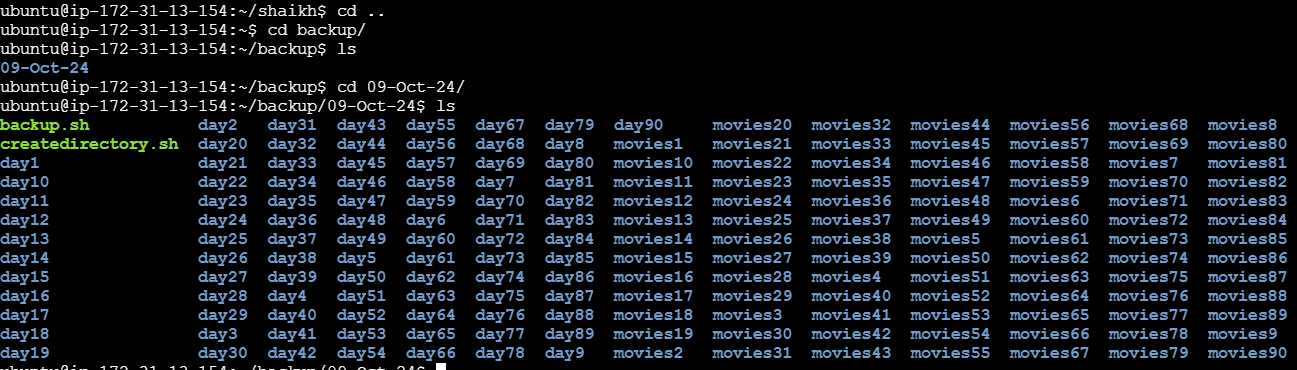 ubuntu@ip-172-31-13-154:~/shaikh$ cd ..
ubuntu@ip-172-31-13-154:~$ cd backup/
ubuntu@ip-172-31-13-154:~/backup$ ls
09-Oct-24
ubuntu@ip-172-31-13-154:~/backup$ cd 09-Oct-24/
ubuntu@ip-172-31-13-154:~/backup/09-Oct-24$ ls
backup.sh day2 day31 day43 day55 day67 day79 day90 movies20 movies32 movies44 movies56 movies68 movies8
createdirectory.sh day20 day32 day44 day56 day68 day8 movies1 movies21 movies33 movies45 movies57 movies69 movies80
day1 day21 day33 day45 day57 day69 day80 movies10 movies22 movies34 movies46 movies58 movies7 movies81
day10 day22 day34 day46 day58 day7 day81 movies11 movies23 movies35 movies47 movies59 movies70 movies82
day11 day23 day35 day47 day59 day70 day82 movies12 movies24 movies36 movies48 movies6 movies71 movies83
day12 day24 day36 day48 day6 day71 day83 movies13 movies25 movies37 movies49 movies60 movies72 movies84
day13 day25 day37 day49 day60 day72 day84 movies14 movies26 movies38 movies5 movies61 movies73 movies85
day14 day26 day38 day5 day61 day73 day85 movies15 movies27 movies39 movies50 movies62 movies74 movies86
day15 day27 day39 day50 day62 day74 day86 movies16 movies28 movies4 movies51 movies63 movies75 movies87
day16 day28 day4 day51 day63 day75 day87 movies17 movies29 movies40 movies52 movies64 movies76 movies88
day17 day29 day40 day52 day64 day76 day88 movies18 movies3 movies41 movies53 movies65 movies77 movies89
day18 day3 day41 day53 day65 day77 day89 movies19 movies30 movies42 movies54 movies66 movies78 movies9
day19 day30 day42 day54 day66 day78 day9 movies2 movies31 movies43 movies55 movies67 movies79 movies90
ubuntu@ip-172-31-13-154:~/backup/09-Oct-24$